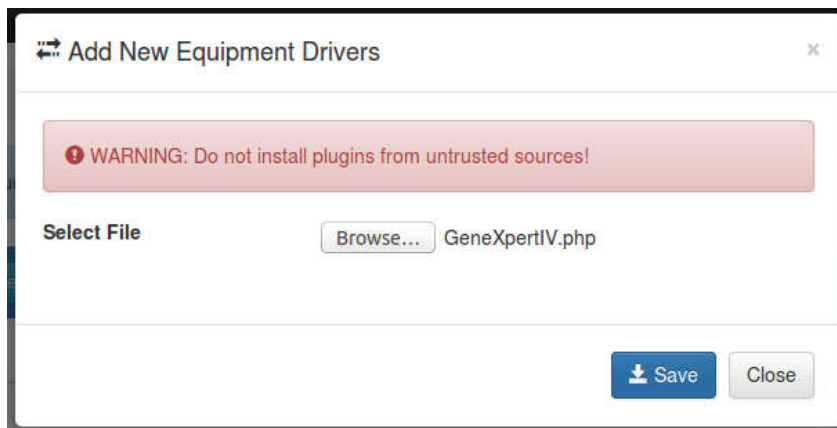 Add New Equipment Drivers ×
WARNING: Do not install plugins from untrusted sources!
Select File Browse... GeneXpertIV.php
Save Close